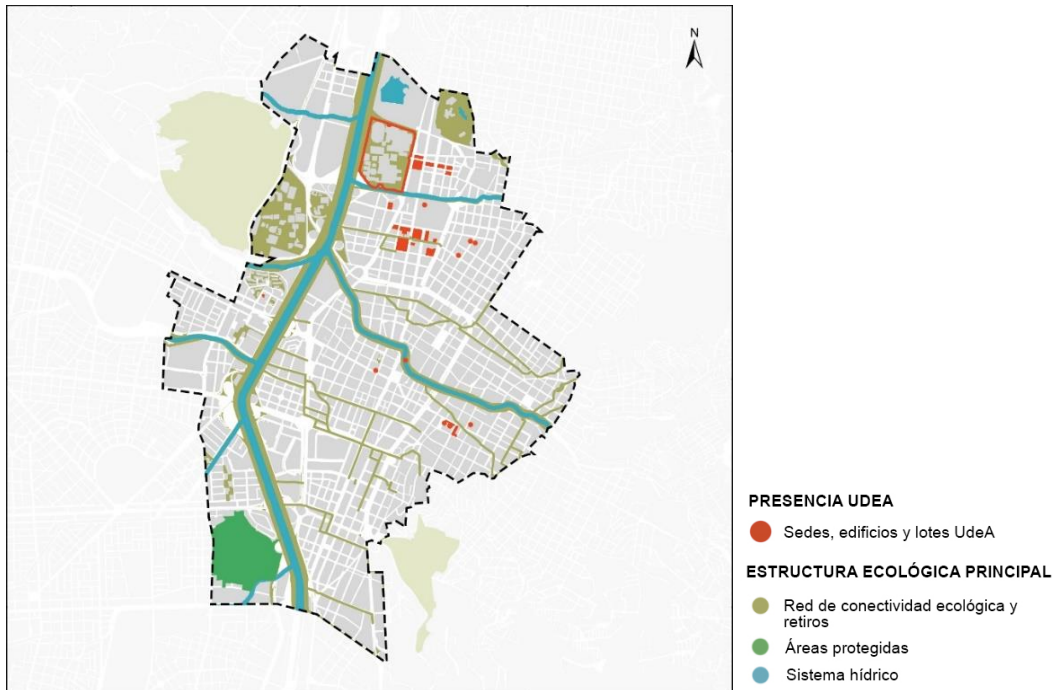 N
PRESENCIA UDEA
Sedes, edificios y lotes UdeA
ESTRUCTURA ECOLÓGICA PRINCIPAL
Red de conectividad ecológica y
retiros
Áreas protegidas
Sistema hídrico